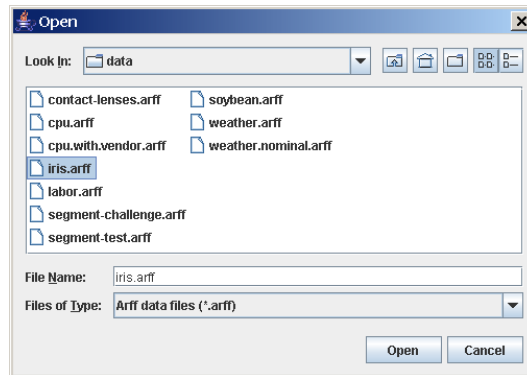 Open
Look In: data
contact-lenses.arff
cpu.arff
cpu.with.vendor.arff
iris.arff
labor.arff
segment-challenge.arff
segment-test.arff
soybean.arff
weather.arff
weather.nominal.arff
File Name: iris.arff
Files of Type: Arff data files (*.arff)
Open Cancel